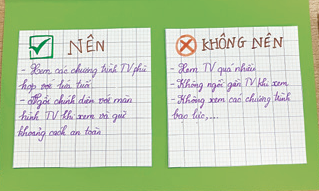 NÊN
- Xem các chương trình TV phù
hợp với lứa tuổi
- Ngồi chính diện với màn
hình TV khi xem và giữ
khoảng cách an toàn
KHÔNG NÊN
- Xem TV quá nhiều
- Không ngồi gần TV khi xem
- Không xem các chương trình
bạo lực,...